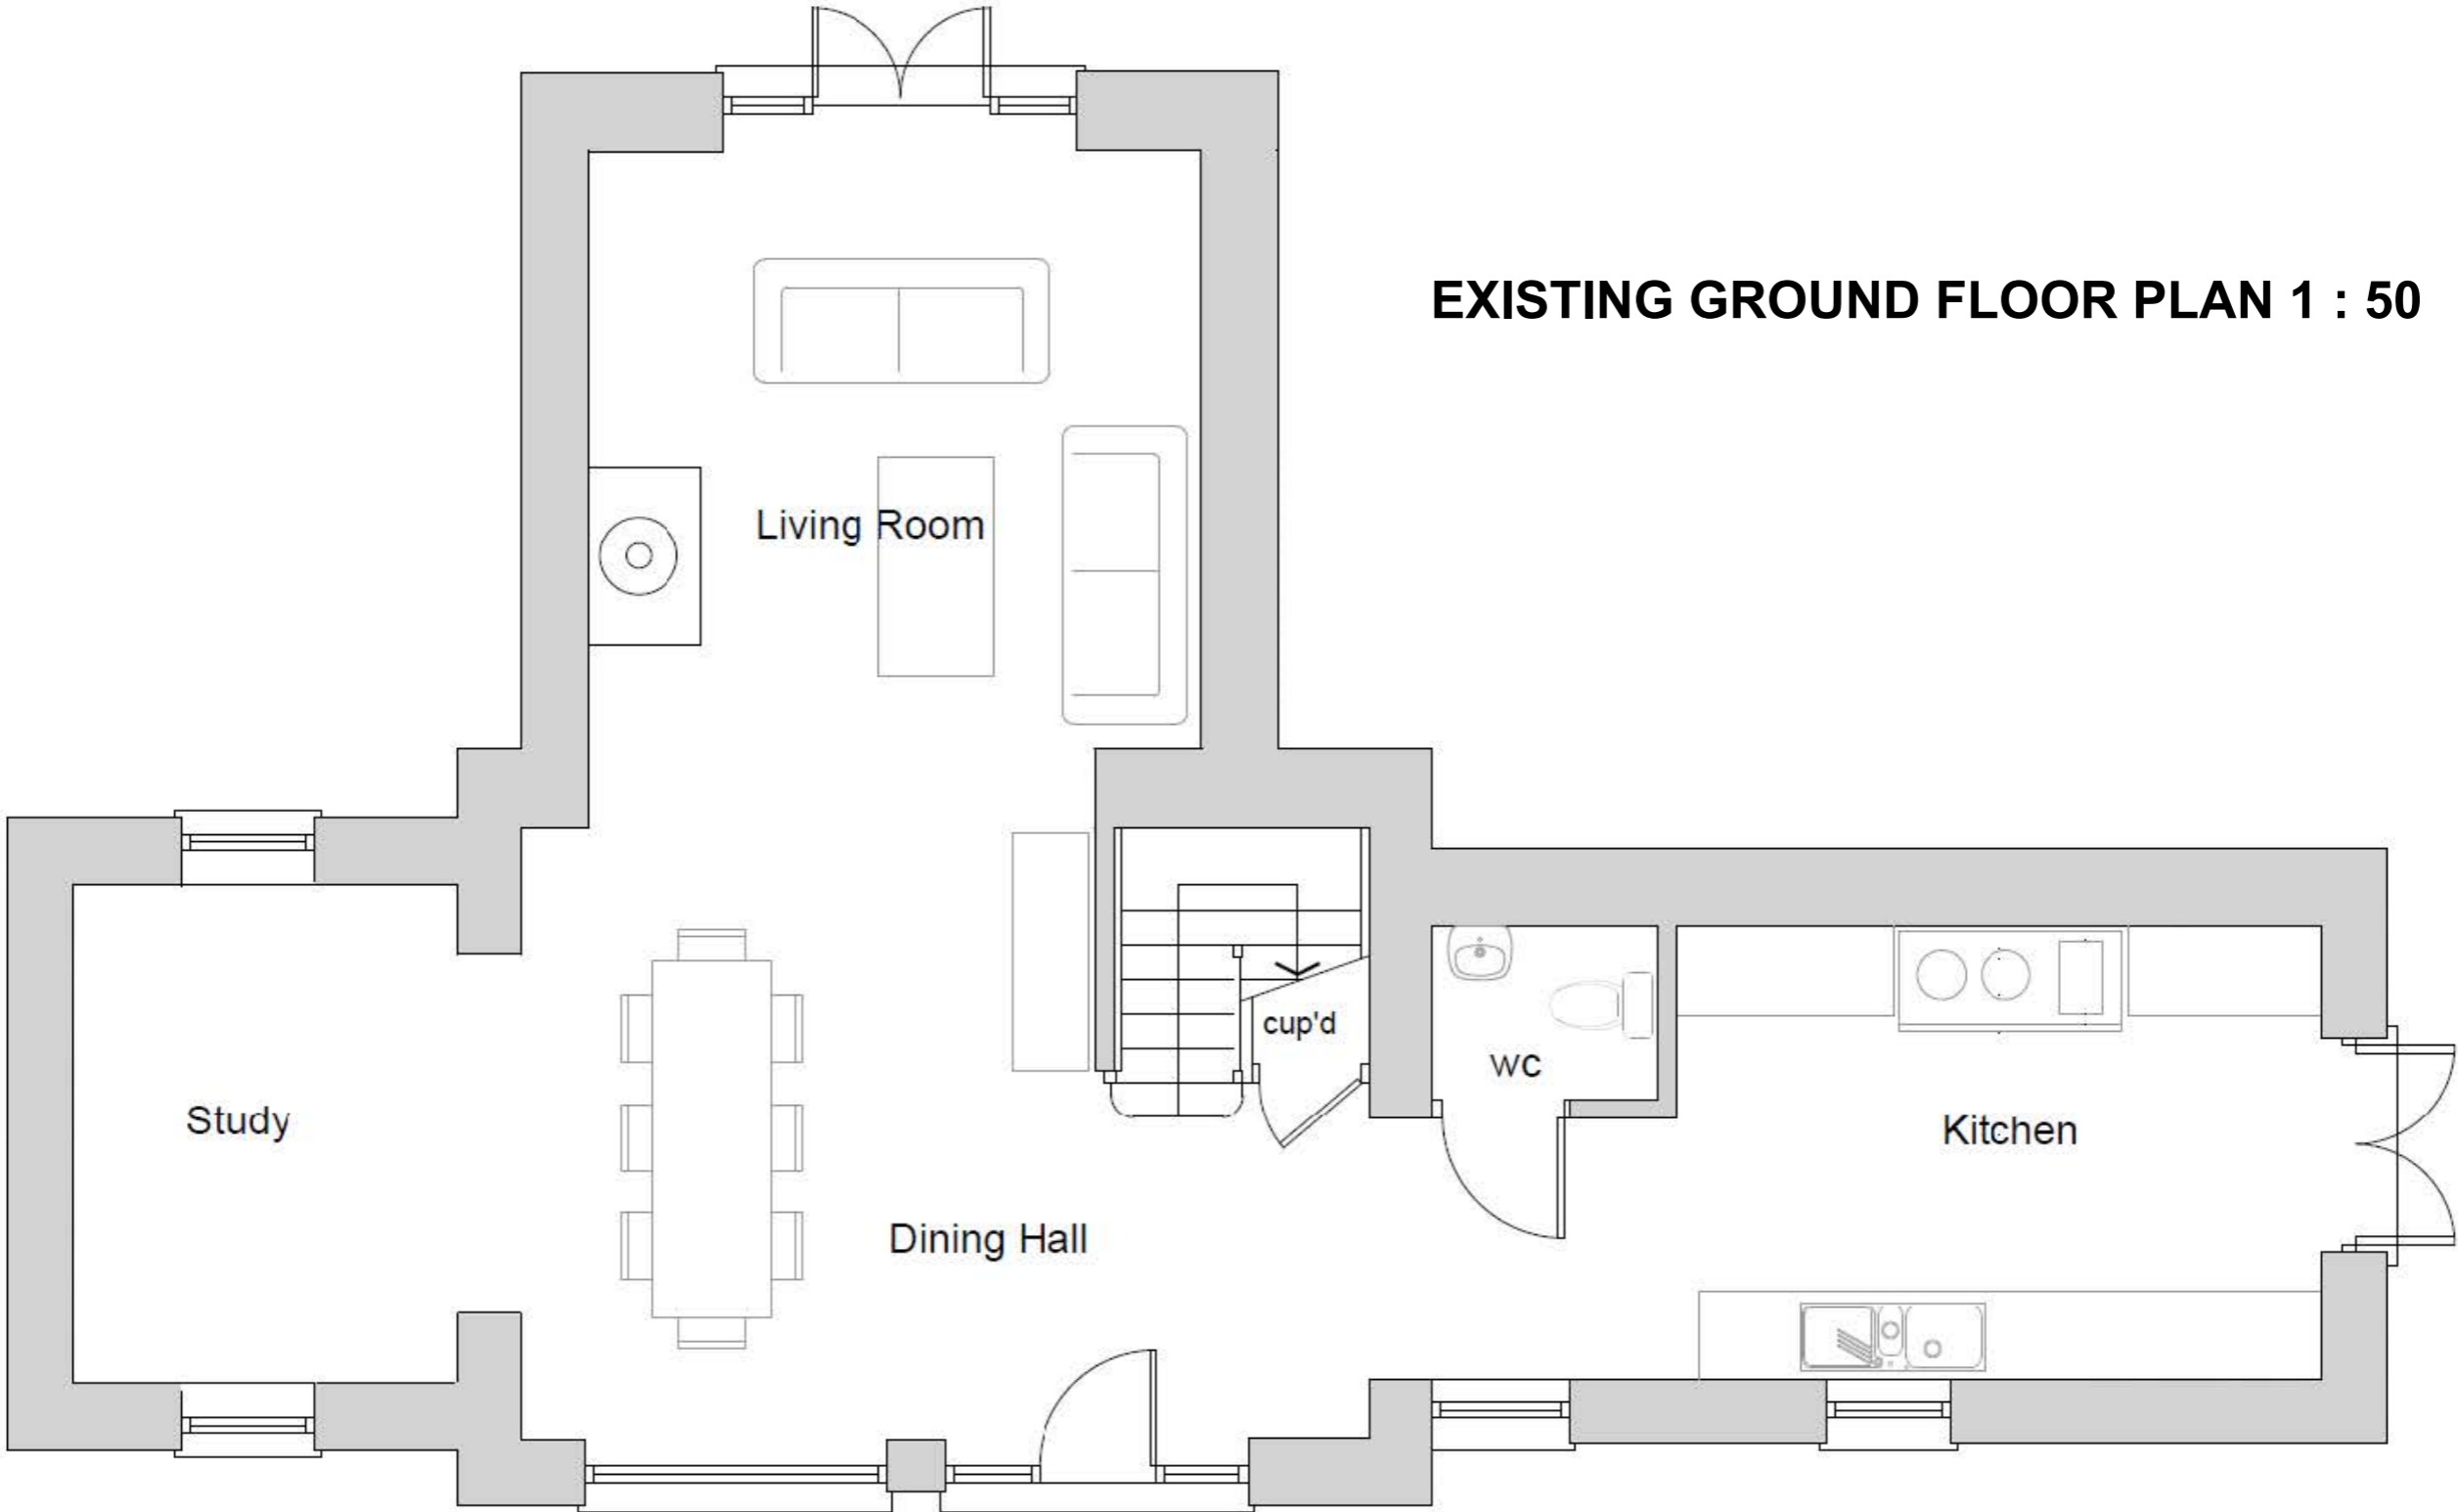 EXISTING GROUND FLOOR PLAN 1 : 50
Living Room
cup'd
wc
Study
Kitchen
Dining Hall